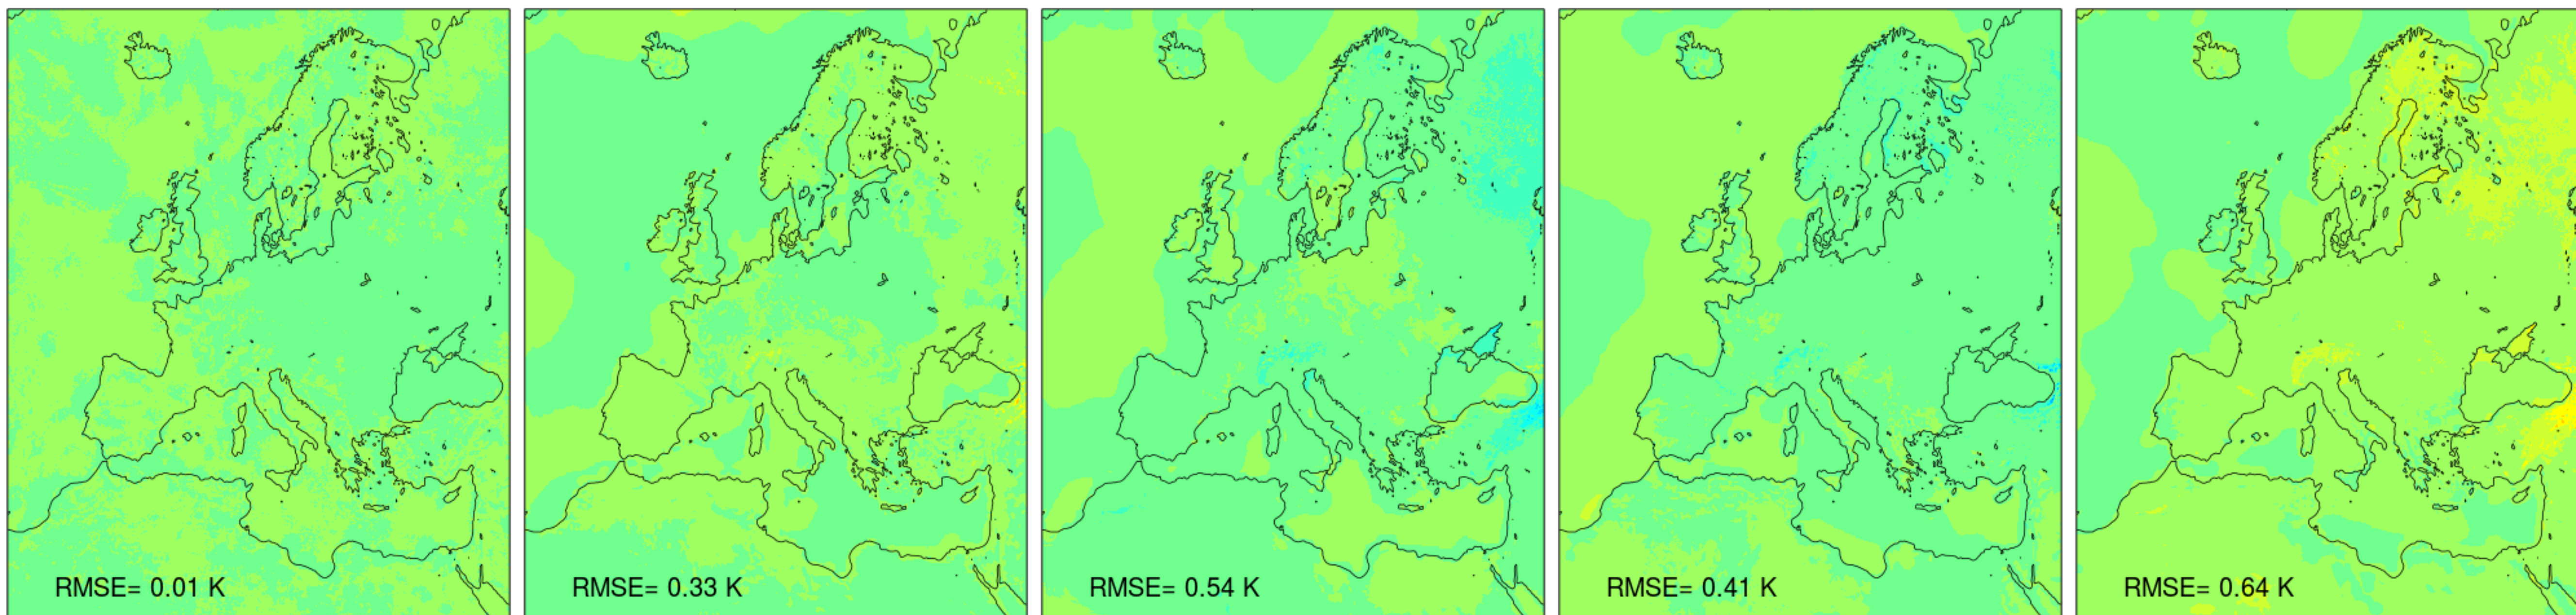 RMSE= 0.01 K
RMSE= 0.33 K
RMSE= 0.54 K
RMSE= 0.41 K
RMSE= 0.64 K